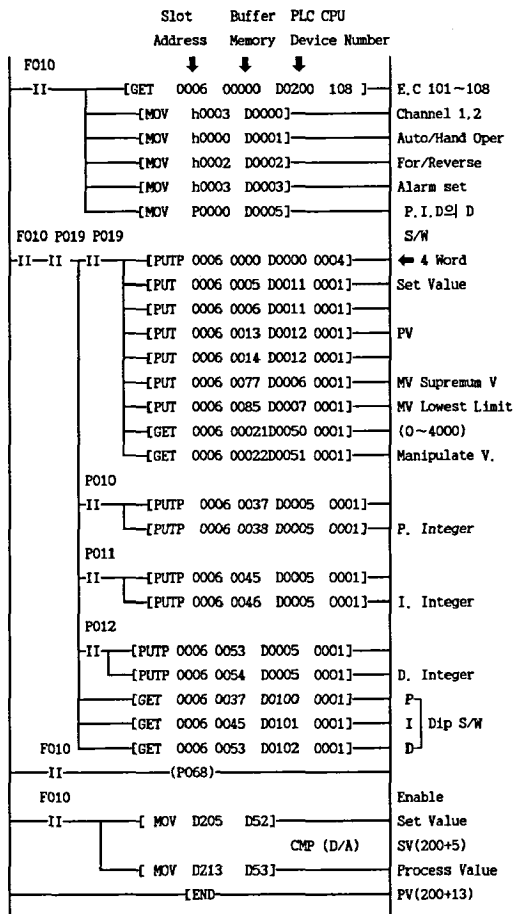 Slot Buffer PLC CPU
Address Memory Device Number
F010
[GET 0006 00000 D0200 108 ] E.C 101~108
[MOV h0003 D0000] Channel 1,2
[MOV h0000 D0001] Auto/Hand Oper
[MOV h0002 D0002] For/Reverse
[MOV h0003 D0003] Alarm set
[MOV P0000 D0005] P.I.D의 D
F010 P019 P019 S/W
[PUTP 0006 0000 D0000 0004] 4 Word
[PUT 0006 0005 D0011 0001] Set Value
[PUT 0006 0006 D0011 0001]
[PUT 0006 0013 D0012 0001] PV
[PUT 0006 0014 D0012 0001]
[PUT 0006 0077 D0006 0001] MV Supremum V
[PUT 0006 0085 D0007 0001] MV Lowest Limit
[GET 0006 00021D0050 0001] (0~4000)
[GET 0006 00022D0051 0001] Manipulate V.
P010
[PUTP 0006 0037 D0005 0001]
[PUTP 0006 0038 D0005 0001] P. Integer
P011
[PUTP 0006 0045 D0005 0001]
[PUTP 0006 0046 D0005 0001] I. Integer
P012
[PUTP 0006 0053 D0005 0001]
[PUTP 0006 0054 D0005 0001] D. Integer
[GET 0006 0037 D0100 0001] P
[GET 0006 0045 D0101 0001] I Dip S/W
F010 [GET 0006 0053 D0102 0001] D
(P068)
F010 Enable
[ MOV D205 D52] Set Value
CMP (D/A) SV(200+5)
[ MOV D213 D53] Process Value
[END PV(200+13)